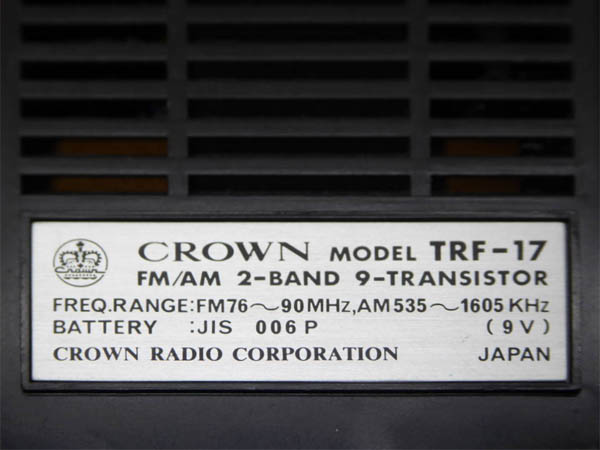 Crown CROWN MODEL TRF-17
FM/AM 2-BAND 9-TRANSISTOR
FREQ.RANGE:FM76〜90MHz,AM535〜1605KHz
BATTERY :JIS 006P (9V)
CROWN RADIO CORPORATION JAPAN